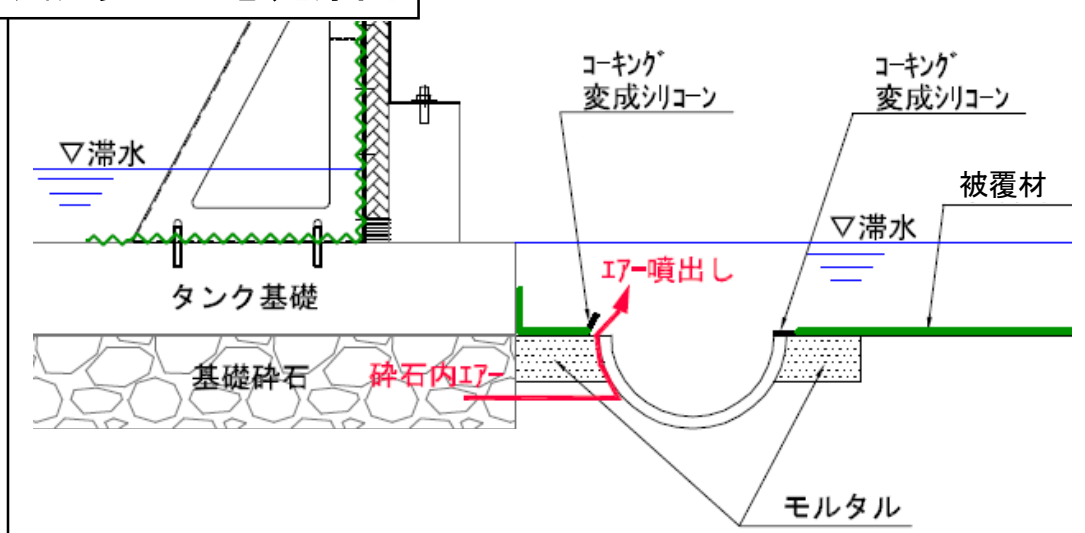 コーキング
変成シリコーン
コーキング
変成シリコーン
▽滞水
被覆材
▽滞水
エアー噴出し
タンク基礎
基礎砕石
砕石内エアー
モルタル